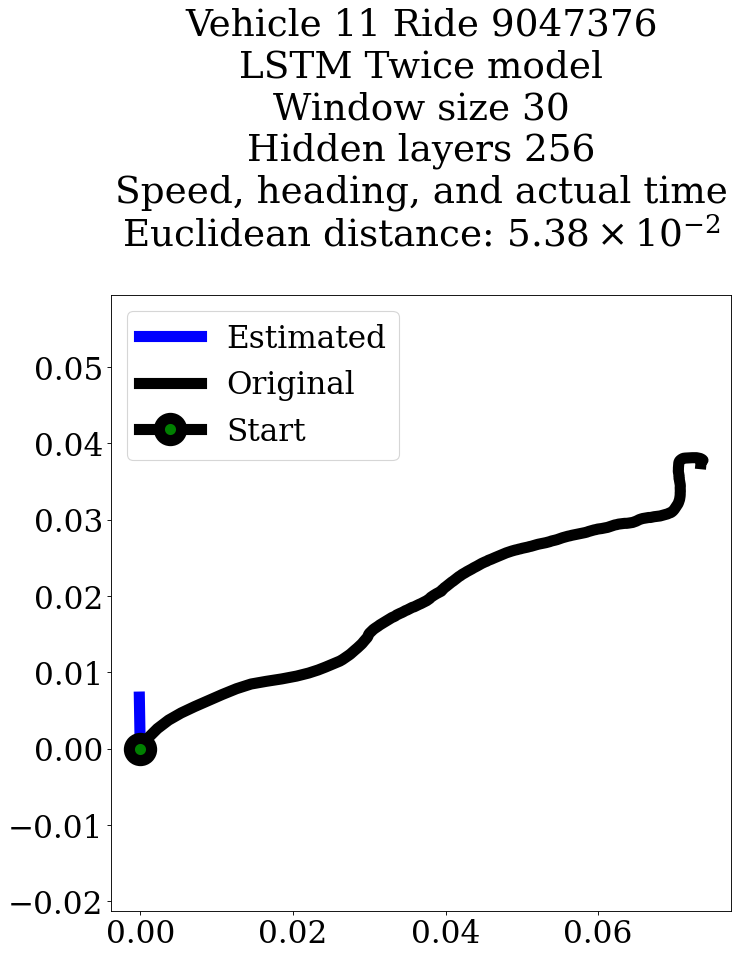 Vehicle 11 Ride 9047376
LSTM Twice model
Window size 30
Hidden layers 256
Speed, heading, and actual time
Euclidean distance: 5.38 × 10⁻²
Estimated
Original
Start
0.05
0.04
0.03
0.02
0.01
0.00
−0.01
−0.02
0.00 0.02 0.04 0.06